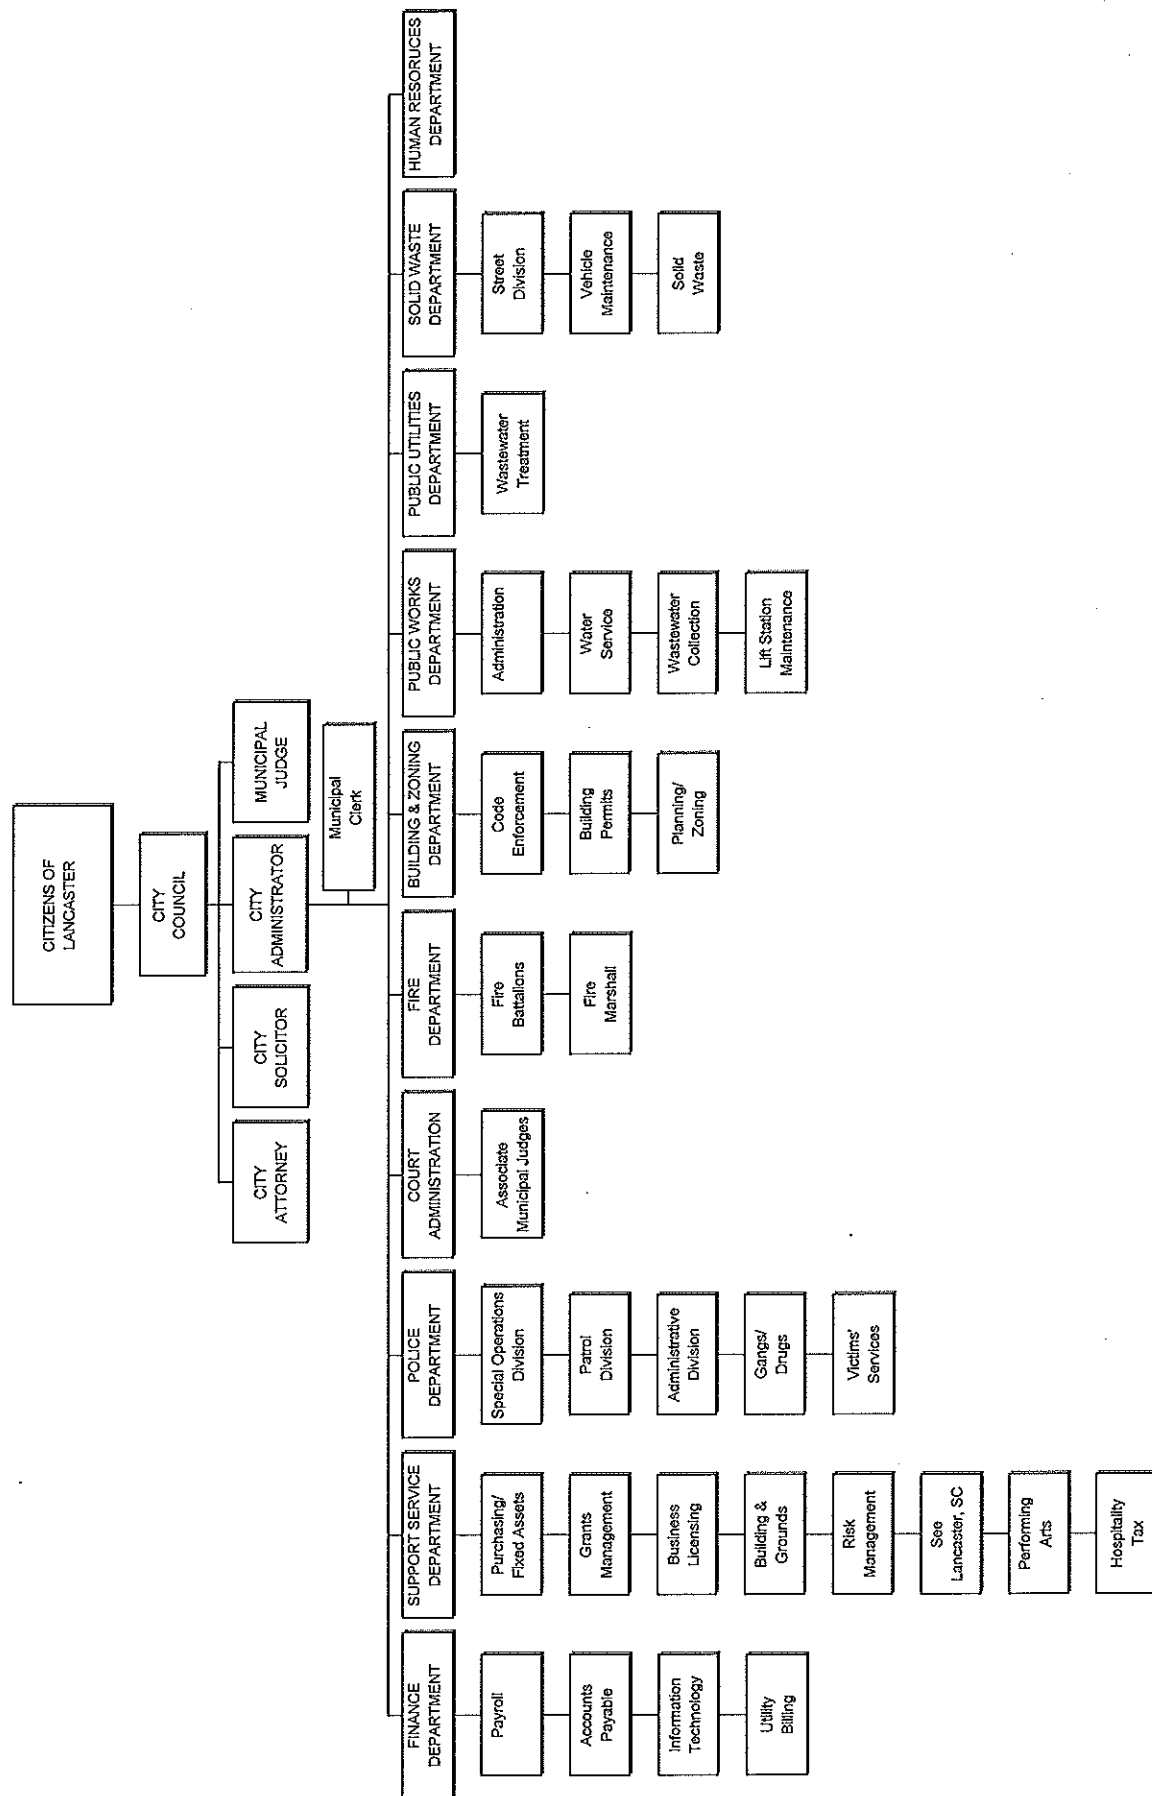 CITIZENS OF
LANCASTER
CITY
COUNCIL
CITY
ATTORNEY
CITY
SOLICITOR
CITY
ADMINISTRATOR
MUNICIPAL
JUDGE
Municipal
Clerk
FINANCE
DEPARTMENT
Payroll
Accounts
Payable
Information
Technology
Utility
Billing
SUPPORT SERVICE
DEPARTMENT
Purchasing/
Fixed Assets
Grants
Management
Business
Licensing
Building &
Grounds
Risk
Management
See
Lancaster, SC
Performing
Arts
Hospitality
Tax
POLICE
DEPARTMENT
Special Operations
Division
Patrol
Division
Administrative
Division
Gangs/
Drugs
Victims'
Services
COURT
ADMINISTRATION
Associate
Municipal Judges
FIRE
DEPARTMENT
Fire
Battalions
Fire
Marshall
BUILDING & ZONING
DEPARTMENT
Code
Enforcement
Building
Permits
Planning/
Zoning
PUBLIC WORKS
DEPARTMENT
Administration
Water
Service
Wastewater
Collection
Lift Station
Maintenance
PUBLIC UTILITIES
DEPARTMENT
Wastewater
Treatment
SOLID WASTE
DEPARTMENT
Street
Division
Vehicle
Maintenance
Solid
Waste
HUMAN RESORUCES
DEPARTMENT